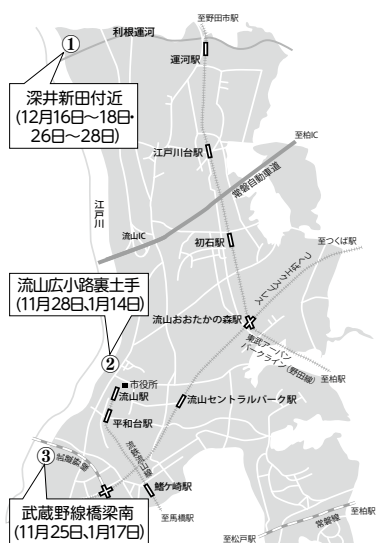 至野田市駅
利根運河
①
運河駅
深井新田付近
(12月16日～18日・
26日～28日)
至柏IC
江戸川台駅
常磐自動車道
江戸川
流山IC
初石駅
至つくば駅
つくばエクスプレス
流山広小路裏土手
(11月28日、1月14日)
流山おおたかの森駅
東武アーバン
パークライン(野田線)
②
至柏駅
市役所
流山駅
流山セントラルパーク駅
平和台駅
流鉄流山線
③
武蔵野線
武蔵野線橋梁南
(11月25日、1月17日)
鰭ケ崎駅
至馬橋駅
至柏駅
常磐線
至松戸駅